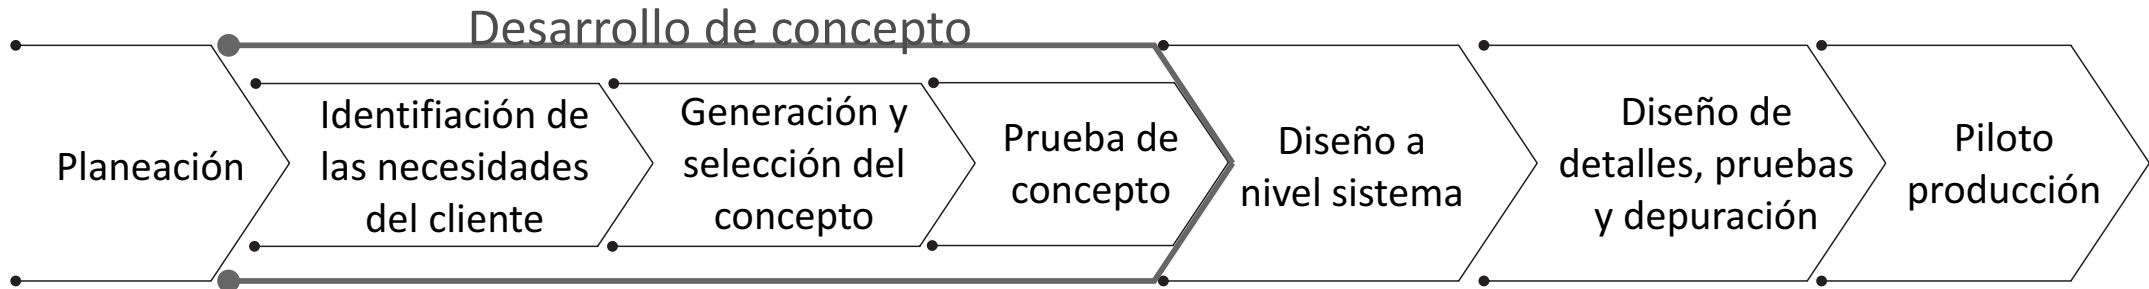 Desarrollo de concepto
Planeación
Identifiación de
las necesidades
del cliente
Generación y
selección del
concepto
Prueba de
concepto
Diseño a
nivel sistema
Diseño de
detalles, pruebas
y depuración
Piloto
producción